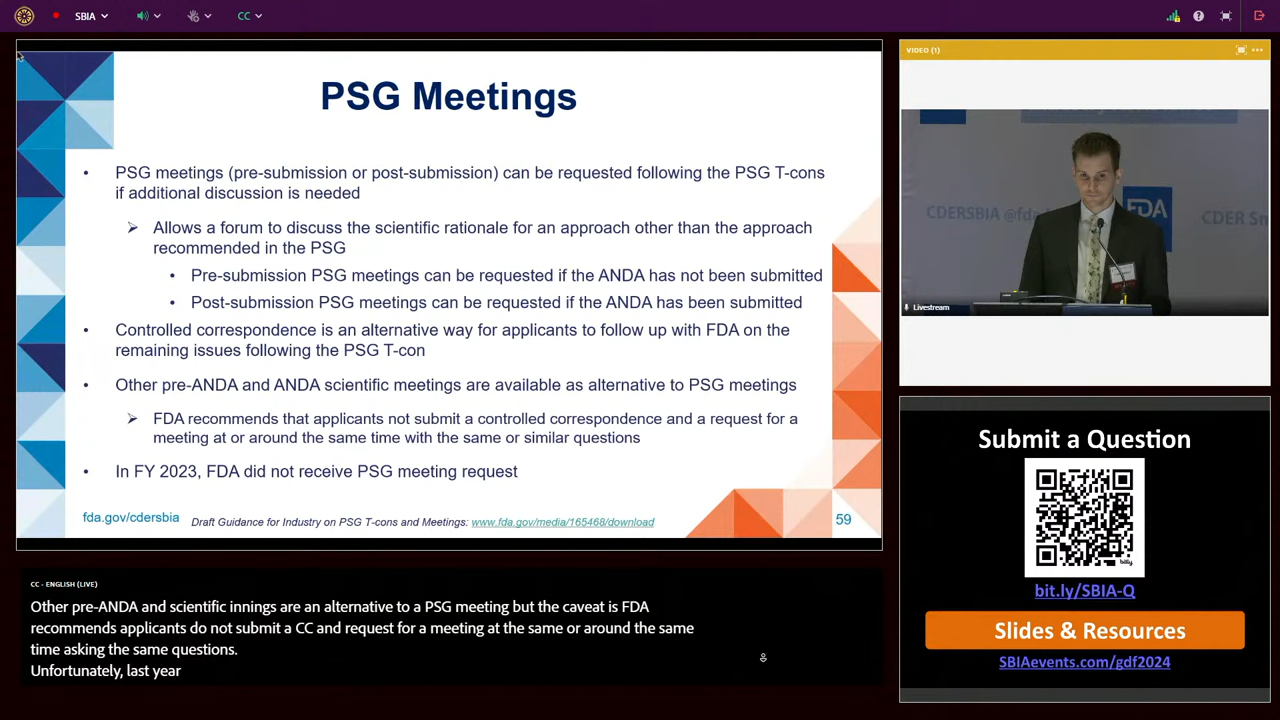 SBIA
CC
PSG Meetings
• PSG meetings (pre-submission or post-submission) can be requested following the PSG T-cons
if additional discussion is needed
➢ Allows a forum to discuss the scientific rationale for an approach other than the approach
recommended in the PSG
• Pre-submission PSG meetings can be requested if the ANDA has not been submitted
• Post-submission PSG meetings can be requested if the ANDA has been submitted
• Controlled correspondence is an alternative way for applicants to follow up with FDA on the
remaining issues following the PSG T-con
• Other pre-ANDA and ANDA scientific meetings are available as alternative to PSG meetings
➢ FDA recommends that applicants not submit a controlled correspondence and a request for a
meeting at or around the same time with the same or similar questions
• In FY 2023, FDA did not receive PSG meeting request
fda.gov/cdersbia
Draft Guidance for Industry on PSG T-cons and Meetings: www.fda.gov/media/165468/download
59
CC - ENGLISH (LIVE)
Other pre-ANDA and scientific innings are an alternative to a PSG meeting but the caveat is FDA
recommends applicants do not submit a CC and request for a meeting at the same or around the same
time asking the same questions.
Unfortunately, last year
VIDEO (1)
CDERSBIA @fda
FDA
CDER Sm
Livestream
Submit a Question
bitly
bit.ly/SBIA-Q
Slides & Resources
SBIAevents.com/gdf2024